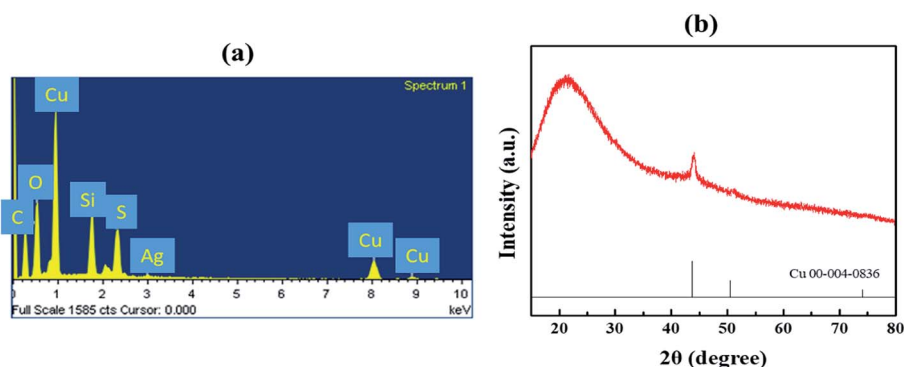 (a)
Spectrum 1
Cu
O
C
Si
S
Ag
Cu
Cu
0 1 2 3 4 5 6 7 8 9 10
Full Scale 1585 cts Cursor: 0.000 keV
(b)
Intensity (a.u.)
Cu 00-004-0836
20 30 40 50 60 70 80
2θ (degree)